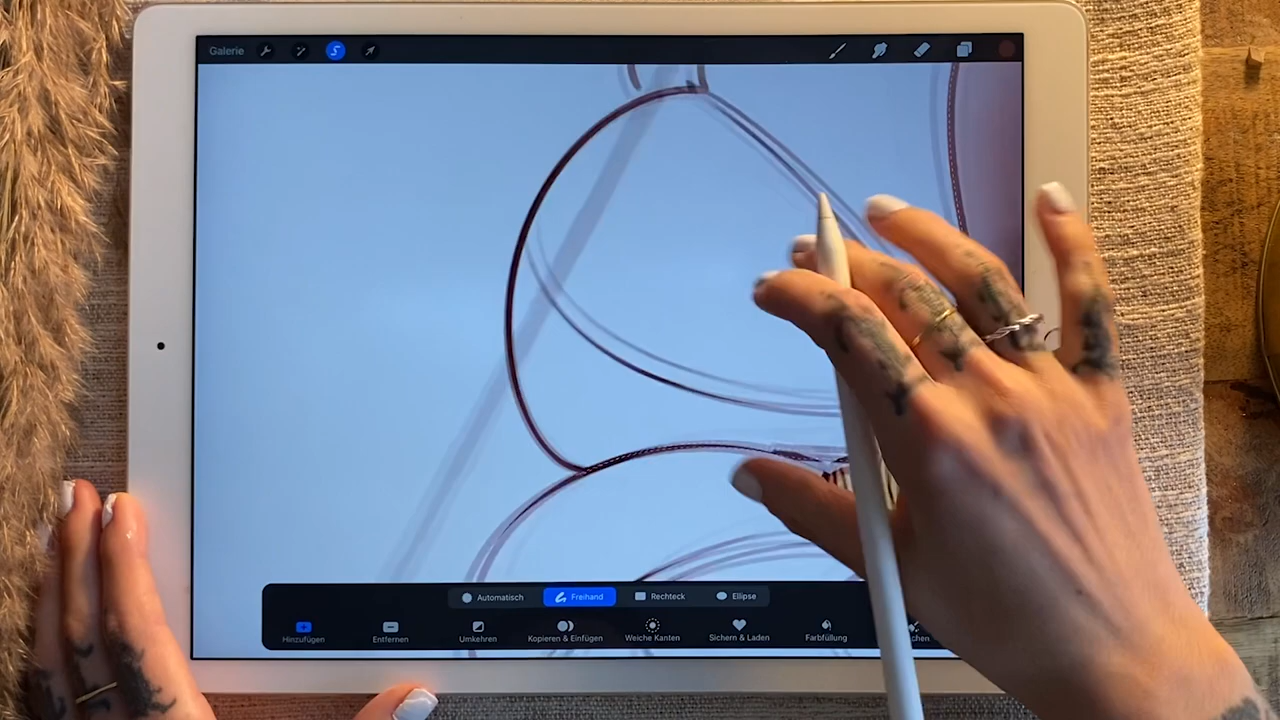 Galerie
Automatisch Freihand Rechteck Ellipse
Hinzufügen Entfernen Umkehren Kopieren & Einfügen Weiche Kanten Sichern & Laden Farbfüllung